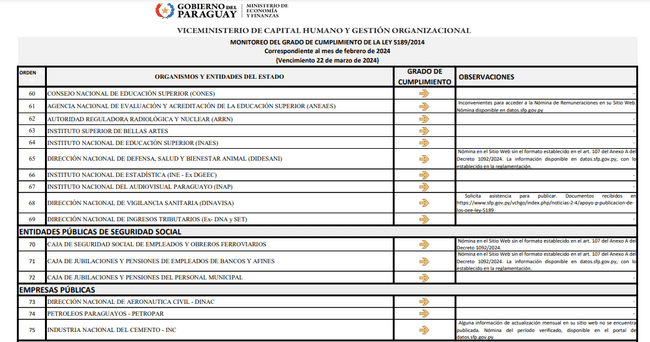 GOBIERNO DEL PARAGUAY
MINISTERIO DE ECONOMÍA Y FINANZAS
VICEMINISTERIO DE CAPITAL HUMANO Y GESTIÓN ORGANIZACIONAL
MONITOREO DEL GRADO DE CUMPLIMIENTO DE LA LEY 5189/2014
Correspondiente al mes de febrero de 2024
(Vencimiento 22 de marzo de 2024)
ORDEN ORGANISMOS Y ENTIDADES DEL ESTADO GRADO DE CUMPLIMIENTO OBSERVACIONES
60 CONSEJO NACIONAL DE EDUCACIÓN SUPERIOR (CONES) -
61 AGENCIA NACIONAL DE EVALUACIÓN Y ACREDITACIÓN DE LA EDUCACIÓN SUPERIOR (ANEAES) Inconvenientes para acceder a la Nómina de Remuneraciones en su Sitio Web.
Nómina disponible en datos.sfp.gov.py
62 AUTORIDAD REGULADORA RADIOLÓGICA Y NUCLEAR (ARRN) -
63 INSTITUTO SUPERIOR DE BELLAS ARTES -
64 INSTITUTO NACIONAL DE EDUCACIÓN SUPERIOR (INAES) -
65 DIRECCIÓN NACIONAL DE DEFENSA, SALUD Y BIENESTAR ANIMAL (DIDESANI) Nómina en el Sitio Web sin el formato establecido en el art. 107 del Anexo A del
Decreto 1092/2024. La información disponible en datos.sfp.gov.py, con lo
establecido en la reglamentación.
66 INSTITUTO NACIONAL DE ESTADÍSTICA (INE - Ex DGEEC) -
67 INSTITUTO NACIONAL DEL AUDIOVISUAL PARAGUAYO (INAP) -
68 DIRECCIÓN NACIONAL DE VIGILANCIA SANITARIA (DINAVISA) Solicita asistencia para publicar. Documentos recibidos en
https://www.sfp.gov.py/vchgo/index.php/noticias-2-4/apoyo-p-publicacion-de-
los-oee-ley-5189
69 DIRECCIÓN NACIONAL DE INGRESOS TRIBUTARIOS (Ex- DNA y SET) -
ENTIDADES PÚBLICAS DE SEGURIDAD SOCIAL
70 CAJA DE SEGURIDAD SOCIAL DE EMPLEADOS Y OBREROS FERROVIARIOS Nómina en el Sitio Web sin el formato establecido en el art. 107 del Anexo A del
Decreto 1092/2024.
71 CAJA DE JUBILACIONES Y PENSIONES DE EMPLEADOS DE BANCOS Y AFINES Nómina en el Sitio Web sin el formato establecido en el art. 107 del Anexo A del
Decreto 1092/2024. La información disponible en datos.sfp.gov.py, con lo
establecido en la reglamentación.
72 CAJA DE JUBILACIONES Y PENSIONES DEL PERSONAL MUNICIPAL -
EMPRESAS PÚBLICAS
73 DIRECCIÓN NACIONAL DE AERONAUTICA CIVIL - DINAC -
74 PETROLEOS PARAGUAYOS - PETROPAR -
75 INDUSTRIA NACIONAL DEL CEMENTO - INC Alguna información de actualización mensual en su sitio web no se encuentra
publicada. Nómina del período verificado, disponible en el portal de
datos.sfp.gov.py